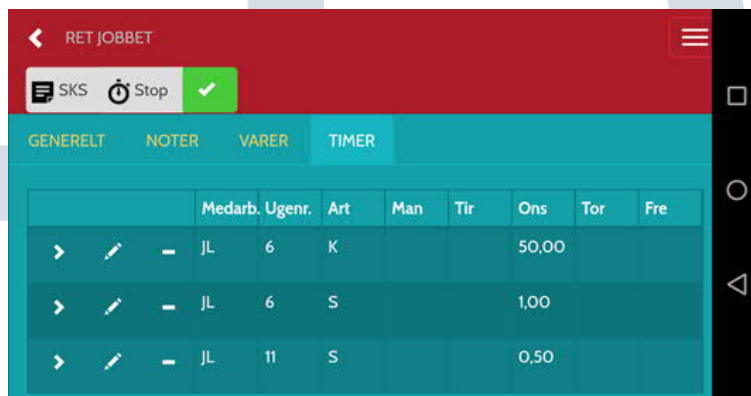 RET JOBBET
SKS Stop
GENERELT NOTER VARER TIMER
Medarb. Ugenr. Art Man Tir Ons Tor Fre
JL 6 K 50,00
JL 6 S 1,00
JL 11 S 0,50